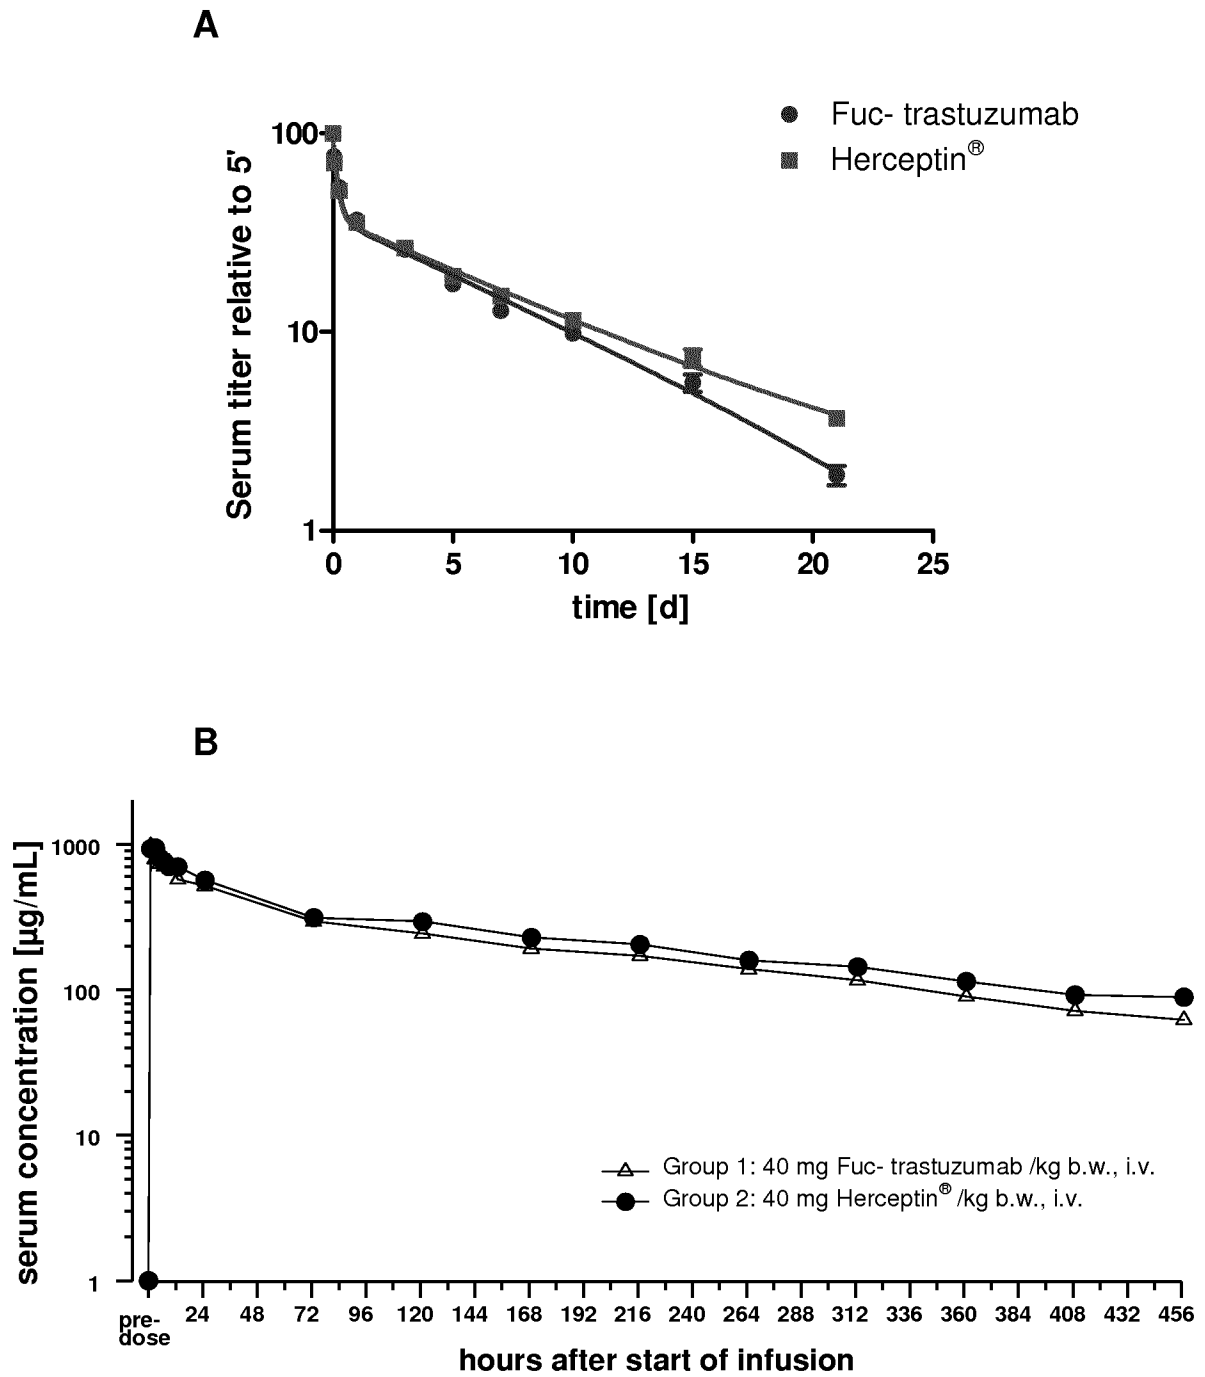 A
Fuc- trastuzumab
Herceptin®
Serum titer relative to 5'
100
10
1
0 5 10 15 20 25
time [d]
B
serum concentration [µg/mL]
1000
100
10
1
Group 1: 40 mg Fuc- trastuzumab /kg b.w., i.v.
Group 2: 40 mg Herceptin® /kg b.w., i.v.
pre-
dose
24 48 72 96 120 144 168 192 216 240 264 288 312 336 360 384 408 432 456
hours after start of infusion